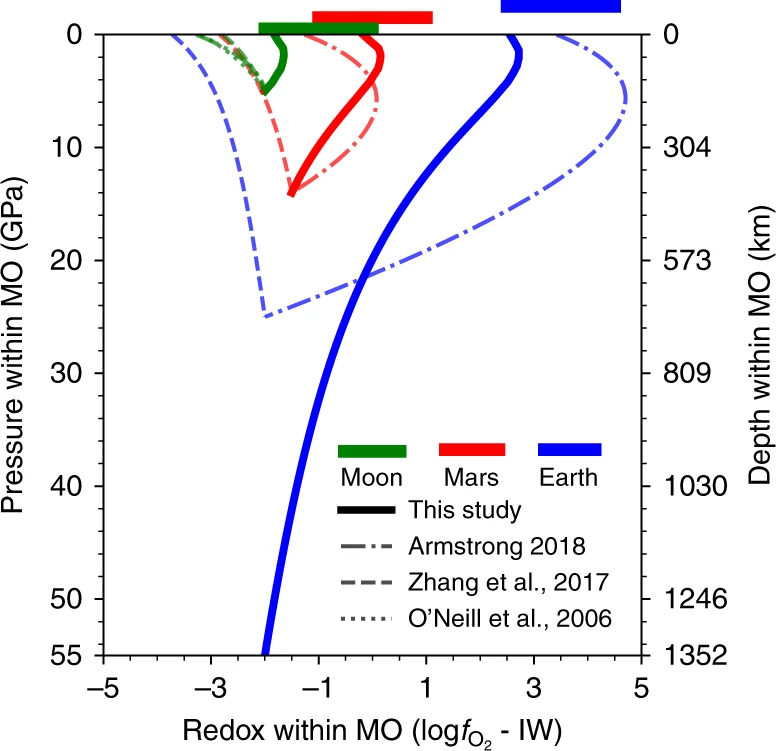 0
10
20
30
40
50
55
Pressure within MO (GPa)
0
304
573
809
1030
1246
1352
Depth within MO (km)
Moon Mars Earth
This study
Armstrong 2018
Zhang et al., 2017
O'Neill et al., 2006
–5 –3 –1 1 3 5
Redox within MO (logfO2 - IW)